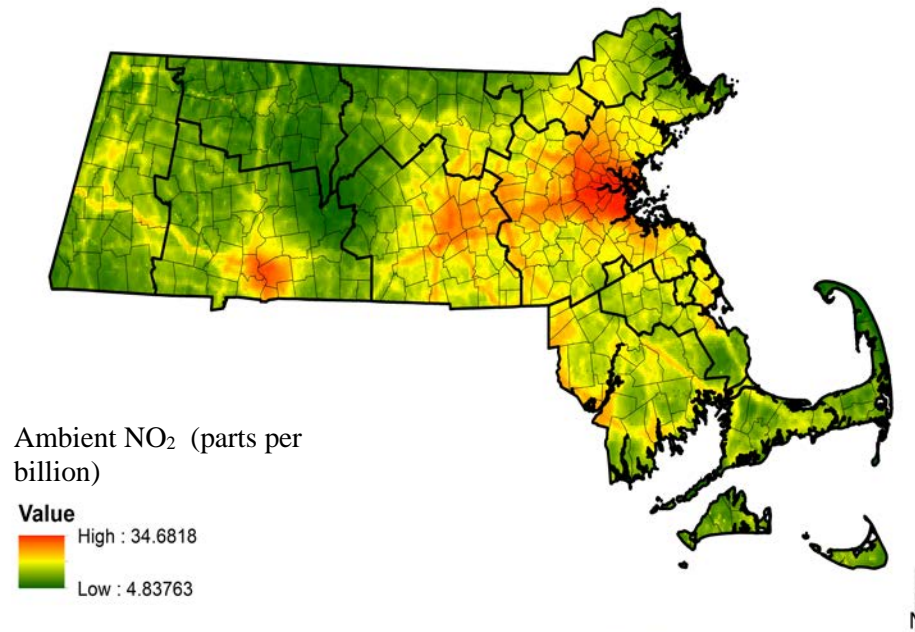 Ambient NO₂ (parts per
billion)
Value
High : 34.6818
Low : 4.83763
N